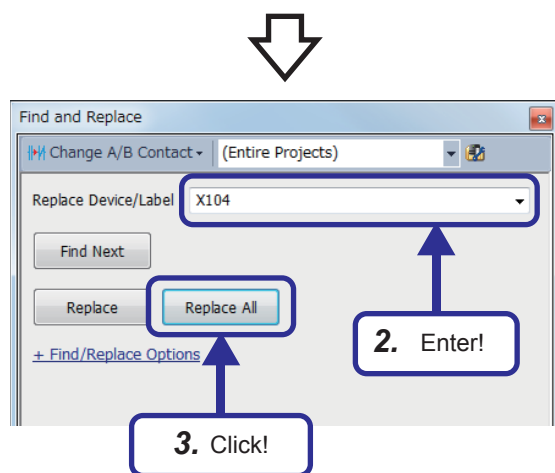 Find and Replace
Change A/B Contact (Entire Projects)
Replace Device/Label X104
Find Next
Replace Replace All
2. Enter!
+ Find/Replace Options
3. Click!